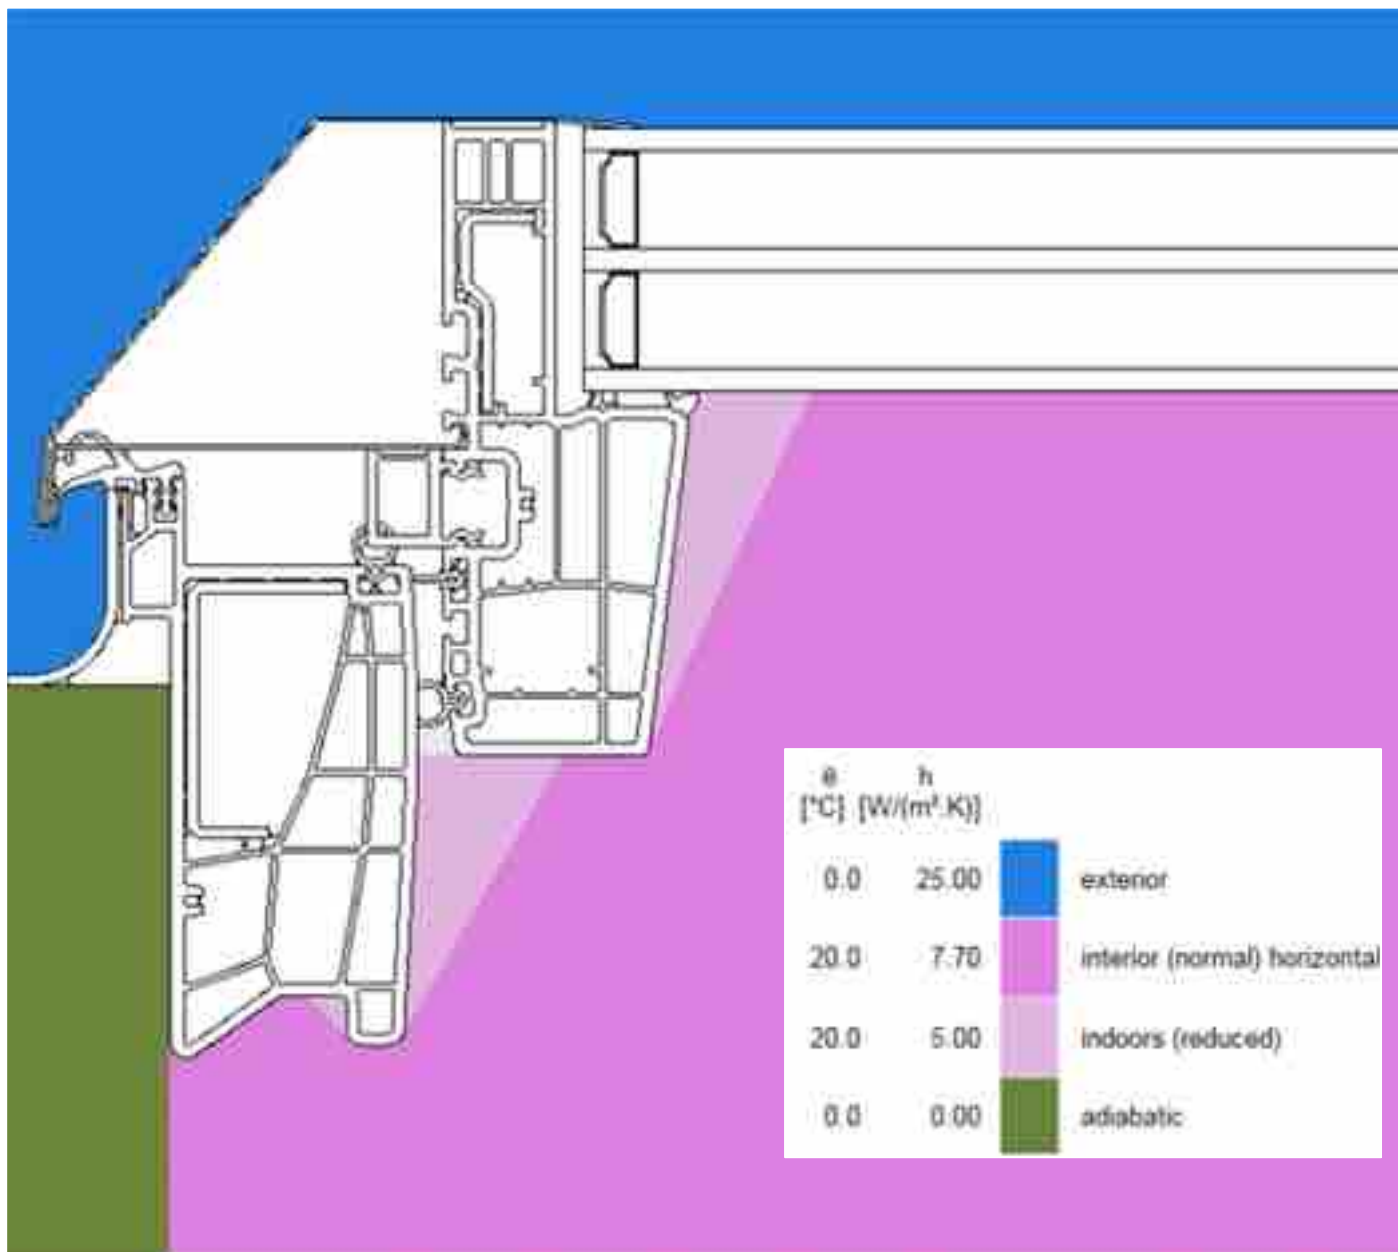 θ h
[°C] [W/(m².K)]
0.0 25.00 exterior
20.0 7.70 interior (normal) horizontal
20.0 5.00 indoors (reduced)
0.0 0.00 adiabatic